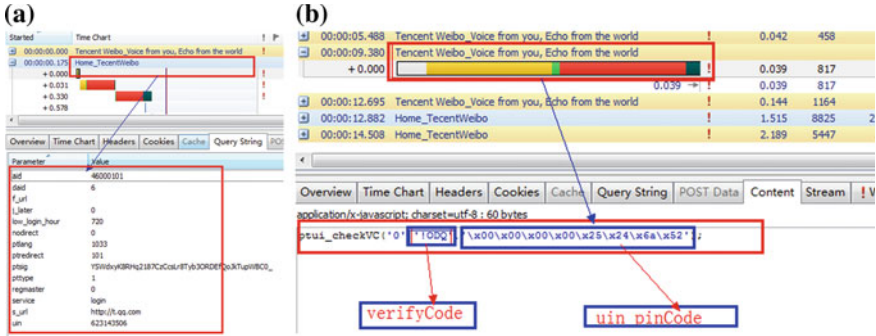 (a)
Started Time Chart ! P
00:00:00.000 Tencent Weibo_Voice from you, Echo from the world !
00:00:00.175 Home_TecentWeibo !
+ 0.000 !
+ 0.031 !
+ 0.330 !
+ 0.578
Overview Time Chart Headers Cookies Cache Query String
Parameter Value
aid 46000101
daid 6
f_url
j_later 0
low_login_hour 720
nodirect 0
ptlang 1033
ptredirect 101
ptsig
pttype 1
regmaster 0
service login
s_url http://t.qq.com
uin 623143506
(b)
00:00:05.488 Tencent Weibo_Voice from you, Echo from the world ! 0.042 458
00:00:09.380 Tencent Weibo_Voice from you, Echo from the world
+ 0.000 ! 0.039 817
0.039 ! 0.039 817
00:00:12.695 Tencent Weibo_Voice from you, Echo from the world ! 0.144 1164
00:00:12.882 Home_TecentWeibo ! 1.515 8825 2
00:00:14.508 Home_TecentWeibo ! 2.189 5447
Overview Time Chart Headers Cookies Cache Query String POST Data Content Stream ! W
application/x-javascript; charset=utf-8 : 60 bytes
ptui_checkVC('0','!ODQ','\x00\x00\x00\x00\x25\x24\x6a\x52');
verifyCode
uin pinCode